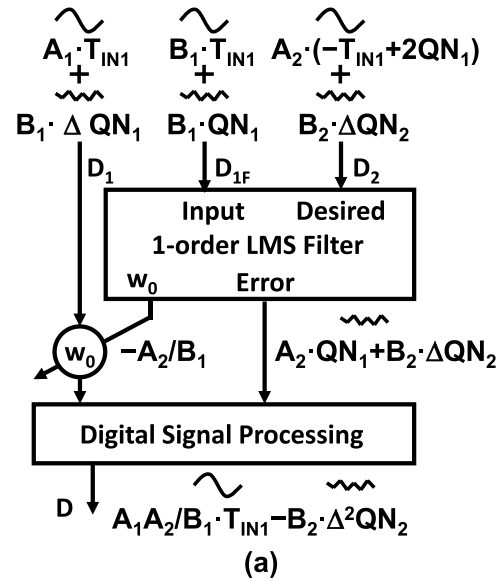 A₁·T_IN1 B₁·T_IN1 A₂·(−T_IN1+2QN₁)
+ + +
B₁·Δ QN₁ B₁·QN₁ B₂·ΔQN₂
D₁ D_1F D₂
Input Desired
1-order LMS Filter
w₀ Error
w₀ −A₂/B₁ A₂·QN₁+B₂·ΔQN₂
Digital Signal Processing
D A₁A₂/B₁·T_IN1−B₂·Δ²QN₂
(a)